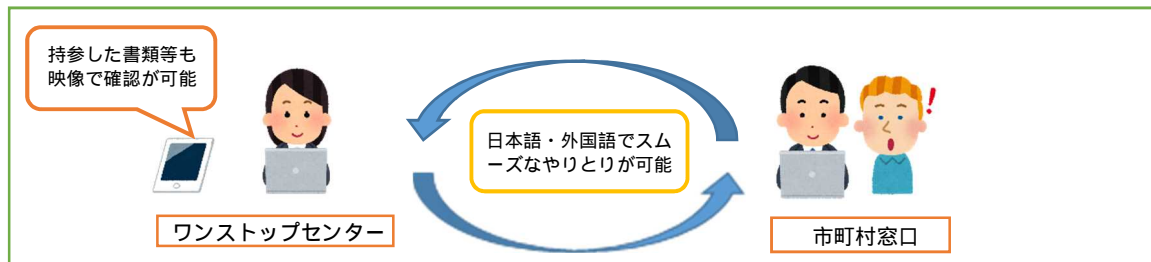 持参した書類等も
映像で確認が可能
日本語・外国語でスム
ーズなやりとりが可能
ワンストップセンター
市町村窓口